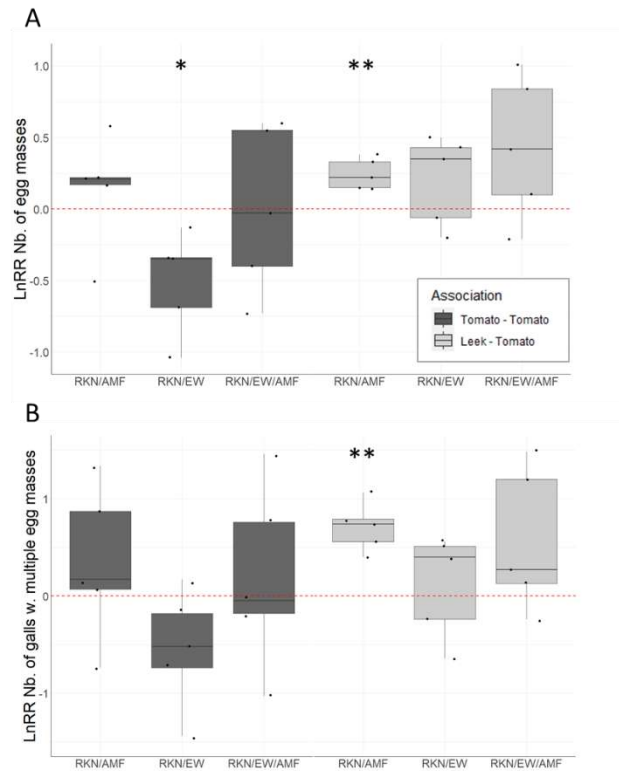 A
LnRR Nb. of egg masses
1.0
0.5
0.0
-0.5
-1.0
* **
Association
Tomato - Tomato
Leek - Tomato
RKN/AMF RKN/EW RKN/EW/AMF RKN/AMF RKN/EW RKN/EW/AMF
B
LnRR Nb. of galls w. multiple egg masses
1
0
-1
**
RKN/AMF RKN/EW RKN/EW/AMF RKN/AMF RKN/EW RKN/EW/AMF